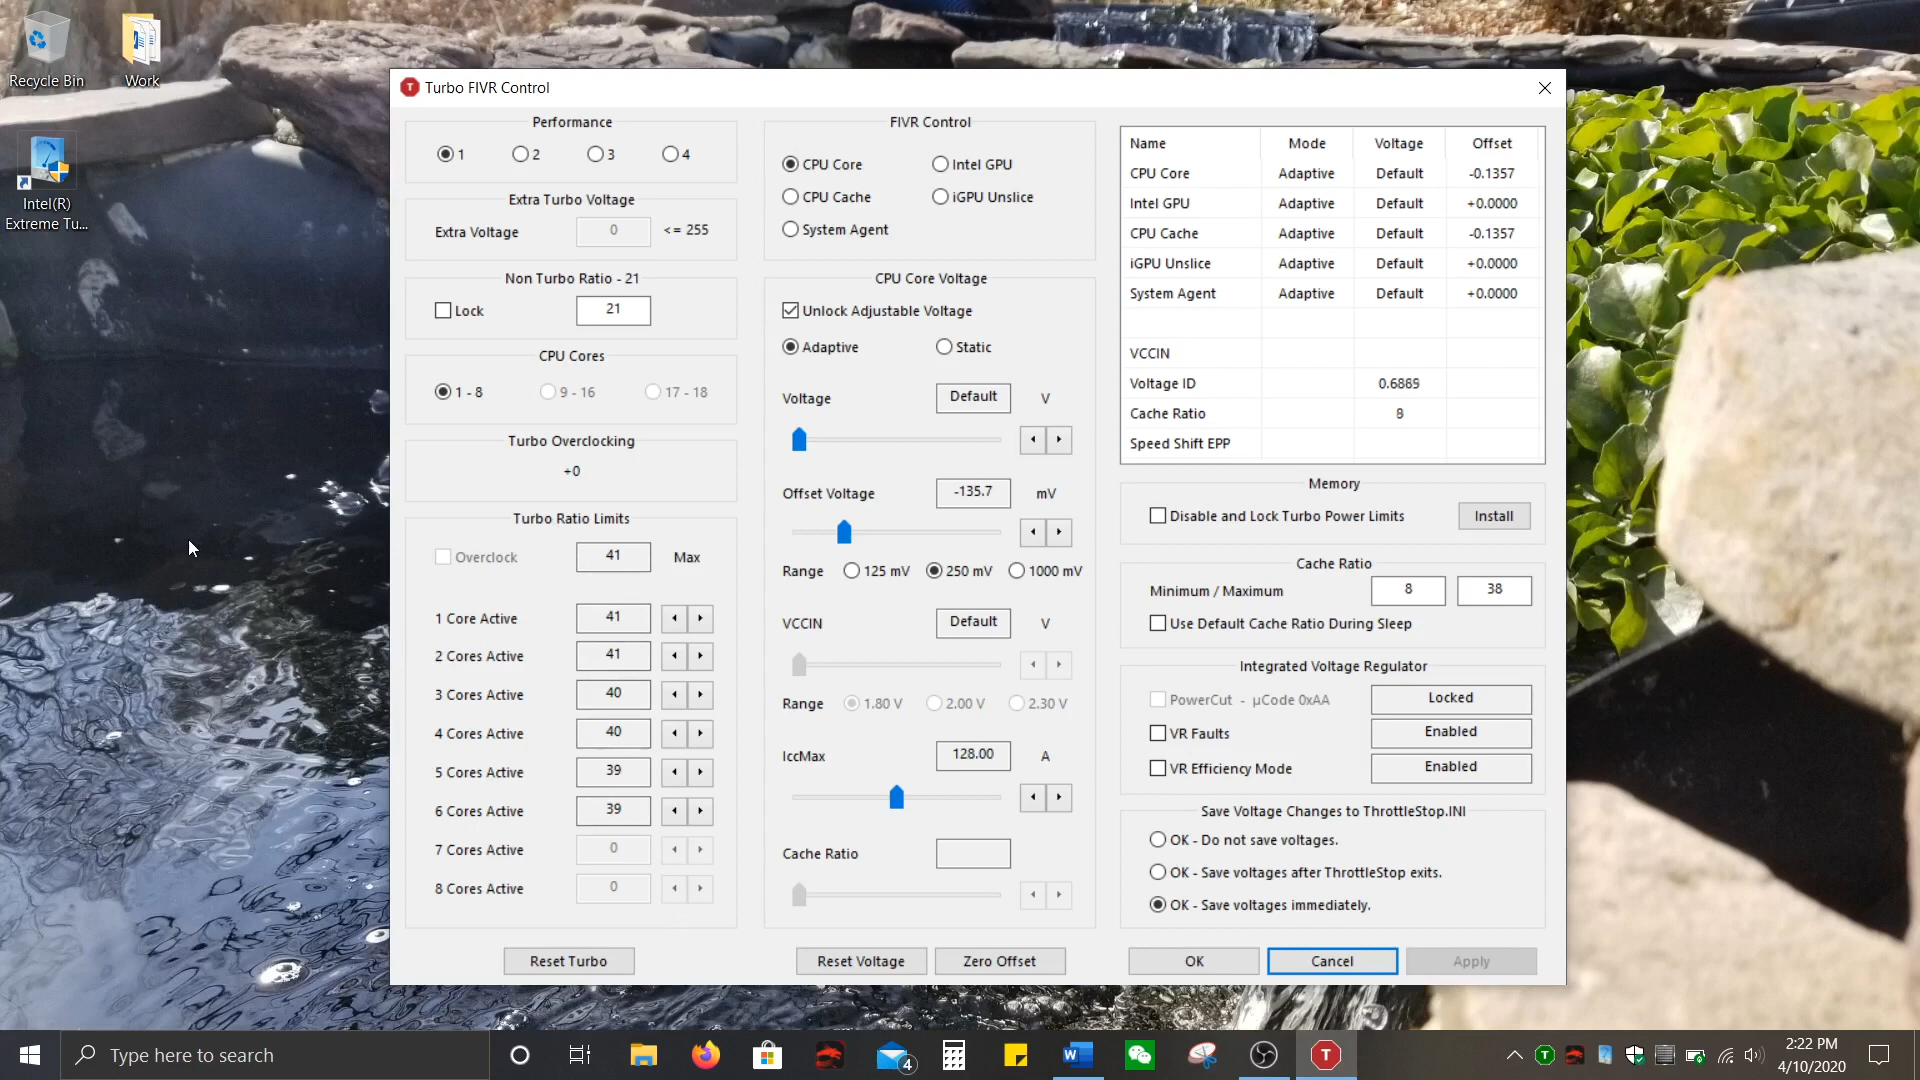 Recycle Bin
Work
Intel(R)
Extreme Tu...
Turbo FIVR Control
Performance
1 2 3 4
Extra Turbo Voltage
Extra Voltage 0 <= 255
Non Turbo Ratio - 21
Lock 21
CPU Cores
1 - 8 9 - 16 17 - 18
Turbo Overclocking
+0
Turbo Ratio Limits
Overclock 41 Max
1 Core Active 41
2 Cores Active 41
3 Cores Active 40
4 Cores Active 40
5 Cores Active 39
6 Cores Active 39
7 Cores Active 0
8 Cores Active 0
Reset Turbo
FIVR Control
CPU Core Intel GPU
CPU Cache iGPU Unslice
System Agent
CPU Core Voltage
Unlock Adjustable Voltage
Adaptive Static
Voltage Default V
Offset Voltage -135.7 mV
Range 125 mV 250 mV 1000 mV
VCCIN Default V
Range 1.80 V 2.00 V 2.30 V
IccMax 128.00 A
Cache Ratio
Reset Voltage Zero Offset
Name Mode Voltage Offset
CPU Core Adaptive Default -0.1357
Intel GPU Adaptive Default +0.0000
CPU Cache Adaptive Default -0.1357
iGPU Unslice Adaptive Default +0.0000
System Agent Adaptive Default +0.0000
VCCIN
Voltage ID 0.6865
Cache Ratio 8
Speed Shift EPP
Memory
Disable and Lock Turbo Power Limits Install
Cache Ratio
Minimum / Maximum 8 38
Use Default Cache Ratio During Sleep
Integrated Voltage Regulator
PowerCut - µCode 0xAA Locked
VR Faults Enabled
VR Efficiency Mode Enabled
Save Voltage Changes to ThrottleStop.INI
OK - Do not save voltages.
OK - Save voltages after ThrottleStop exits.
OK - Save voltages immediately.
OK Cancel Apply
Type here to search
4
W
T
T
2:22 PM
4/10/2020